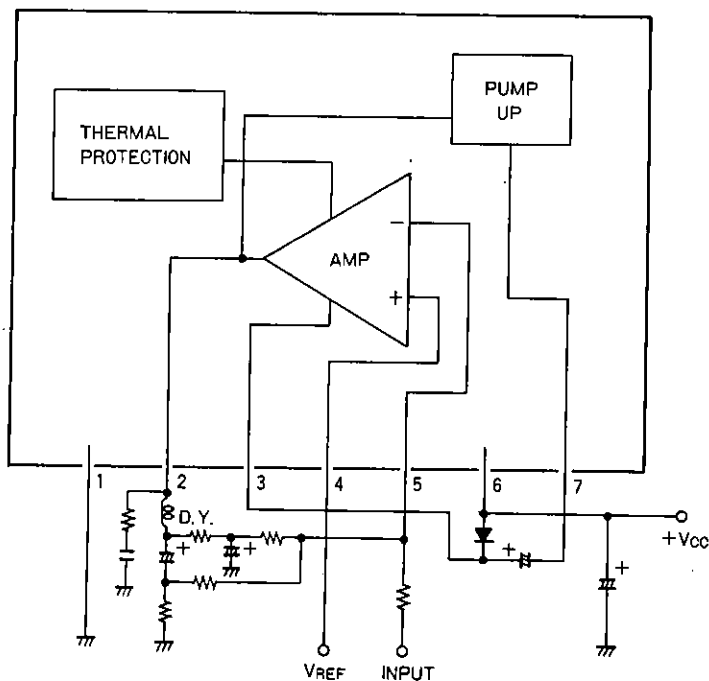 PUMP
UP
THERMAL
PROTECTION
−
AMP
+
1
2
3
4
5
6
7
D.Y.
+
+
+
+
+VCC
VREF
INPUT